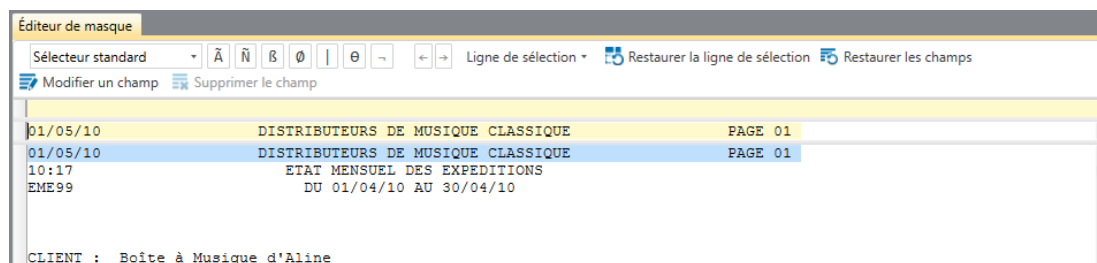 Éditeur de masque
Sélecteur standard Ã Ñ ß Ø | Ɵ ¬ ← → Ligne de sélection Restaurer la ligne de sélection Restaurer les champs
Modifier un champ Supprimer le champ
01/05/10 DISTRIBUTEURS DE MUSIQUE CLASSIQUE PAGE 01
01/05/10 DISTRIBUTEURS DE MUSIQUE CLASSIQUE PAGE 01
10:17 ETAT MENSUEL DES EXPEDITIONS
EME99 DU 01/04/10 AU 30/04/10
CLIENT : Boîte à Musique d'Aline